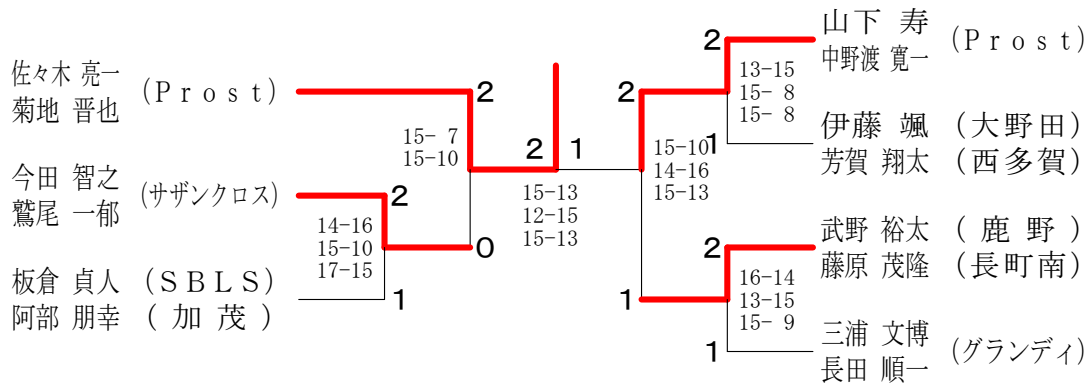 佐々木 亮一
菊地 晋也
(Prost)
今田 智之
鷲尾 一郁
(サザンクロス)
板倉 貞人 (SBLS)
阿部 朋幸 (加茂)
2
15- 7
15-10
2
14-16
15-10
17-15
0
1
2
1
15-13
12-15
15-13
2
15-10
14-16
15-13
1
2
13-15
15- 8
15- 8
1
2
16-14
13-15
15- 9
1
山下 寿
中野渡 寛一
(Prost)
伊藤 颯 (大野田)
芳賀 翔太 (西多賀)
武野 裕太 (鹿野)
藤原 茂隆 (長町南)
三浦 文博
長田 順一
(グランディ)